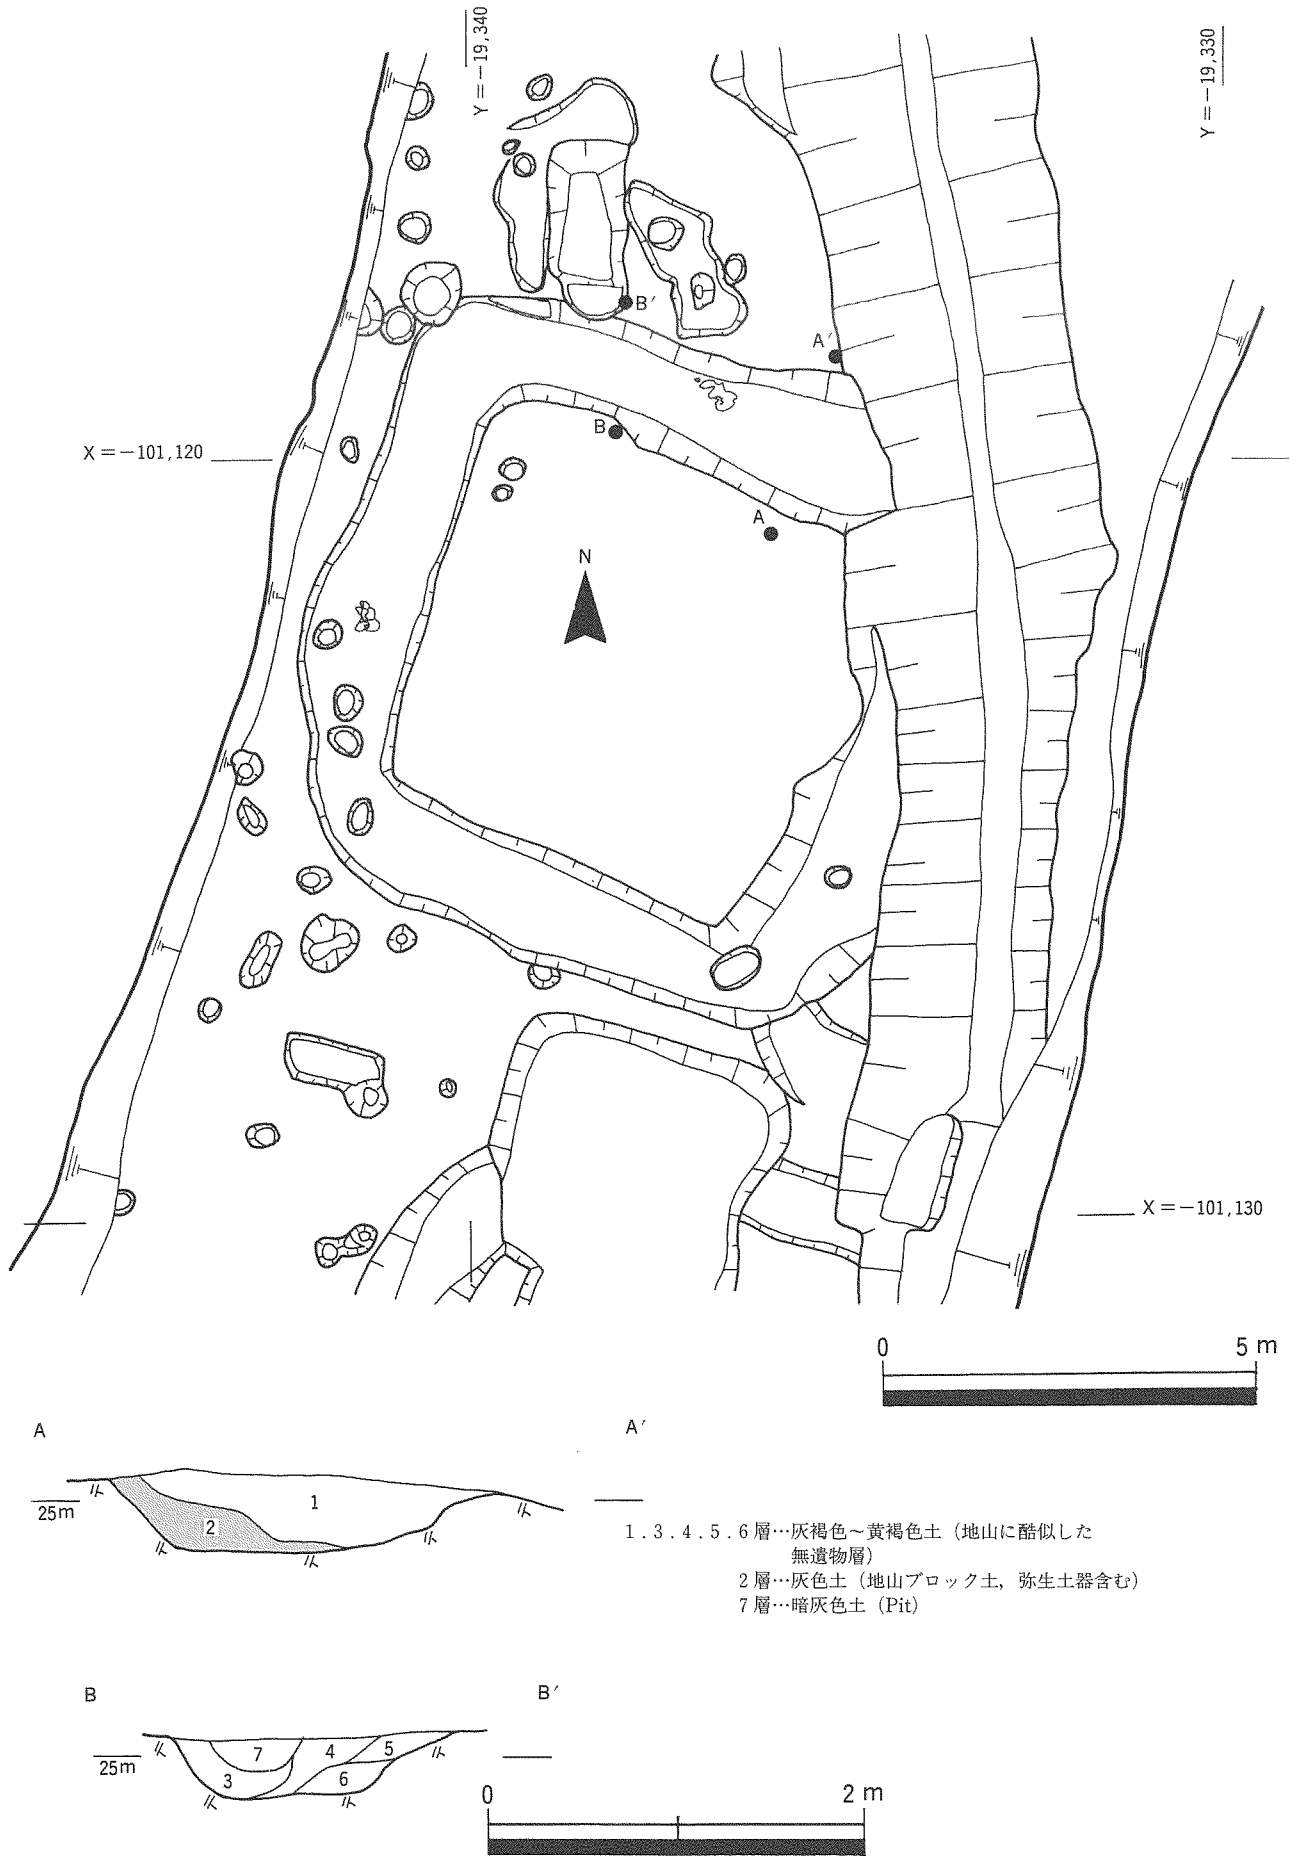 Y=-19,340
Y=-19,330
B′
A′
B
X=-101,120
A
N
X=-101,130
0 5 m
A A′
1
25m
2
1.3.4.5.6層…灰褐色~黄褐色土(地山に酷似した
無遺物層)
2層…灰色土(地山ブロック土,弥生土器含む)
7層…暗灰色土(Pit)
B B′
7 4 5
25m
3 6
0 2 m